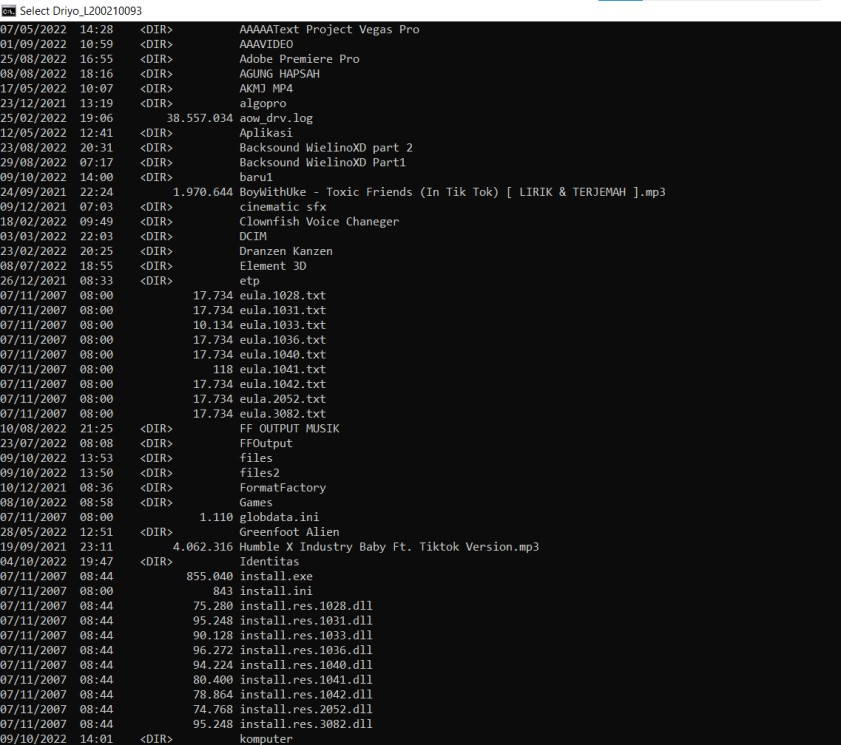 Select Driyo_L200210093
07/05/2022 14:28 <DIR> AAAAAText Project Vegas Pro
01/09/2022 10:59 <DIR> AAAVIDEO
25/08/2022 16:55 <DIR> Adobe Premiere Pro
08/08/2022 18:16 <DIR> AGUNG HAPSAH
17/05/2022 10:07 <DIR> AKMJ MP4
23/12/2021 13:19 <DIR> algopro
25/02/2022 19:06 38.557.034 aow_drv.log
12/05/2022 12:41 <DIR> Aplikasi
23/08/2022 20:31 <DIR> Backsound WielinoXD part 2
29/08/2022 07:17 <DIR> Backsound WielinoXD Part1
09/10/2022 14:00 <DIR> baru1
24/09/2021 22:24 1.970.644 BoyWithUke - Toxic Friends (In Tik Tok) [ LIRIK & TERJEMAH ].mp3
09/12/2021 07:03 <DIR> cinematic sfx
18/02/2022 09:49 <DIR> Clownfish Voice Chaneger
03/03/2022 22:03 <DIR> DCIM
23/02/2022 20:25 <DIR> Dranzen Kanzen
08/07/2022 18:55 <DIR> Element 3D
26/12/2021 08:33 <DIR> etp
07/11/2007 08:00 17.734 eula.1028.txt
07/11/2007 08:00 17.734 eula.1031.txt
07/11/2007 08:00 10.134 eula.1033.txt
07/11/2007 08:00 17.734 eula.1036.txt
07/11/2007 08:00 17.734 eula.1040.txt
07/11/2007 08:00 118 eula.1041.txt
07/11/2007 08:00 17.734 eula.1042.txt
07/11/2007 08:00 17.734 eula.2052.txt
07/11/2007 08:00 17.734 eula.3082.txt
10/08/2022 21:25 <DIR> FF OUTPUT MUSIK
23/07/2022 08:08 <DIR> FFOutput
09/10/2022 13:53 <DIR> files
09/10/2022 13:50 <DIR> files2
10/12/2021 08:36 <DIR> FormatFactory
08/10/2022 08:58 <DIR> Games
07/11/2007 08:00 1.110 globdata.ini
28/05/2022 12:51 <DIR> Greenfoot Alien
19/09/2021 23:11 4.062.316 Humble X Industry Baby Ft. Tiktok Version.mp3
04/10/2022 19:47 <DIR> Identitas
07/11/2007 08:44 855.040 install.exe
07/11/2007 08:00 843 install.ini
07/11/2007 08:44 75.280 install.res.1028.dll
07/11/2007 08:44 95.248 install.res.1031.dll
07/11/2007 08:44 90.128 install.res.1033.dll
07/11/2007 08:44 96.272 install.res.1036.dll
07/11/2007 08:44 94.224 install.res.1040.dll
07/11/2007 08:44 80.400 install.res.1041.dll
07/11/2007 08:44 78.864 install.res.1042.dll
07/11/2007 08:44 74.768 install.res.2052.dll
07/11/2007 08:44 95.248 install.res.3082.dll
09/10/2022 14:01 <DIR> komputer